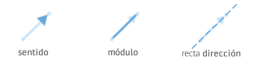 sentido
módulo
recta dirección